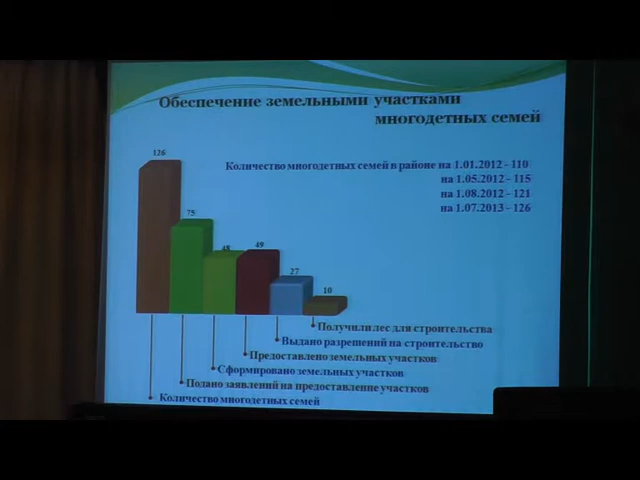 Обеспечение земельными участками
многодетных семей
Количество многодетных семей в районе на 1.01.2012 - 110
на 1.05.2012 - 115
на 1.08.2012 - 121
на 1.07.2013 - 126
126
75
48
49
27
10
Получили лес для строительства
Выдано разрешений на строительство
Предоставлено земельных участков
Сформировано земельных участков
Подано заявлений на предоставление участков
Количество многодетных семей